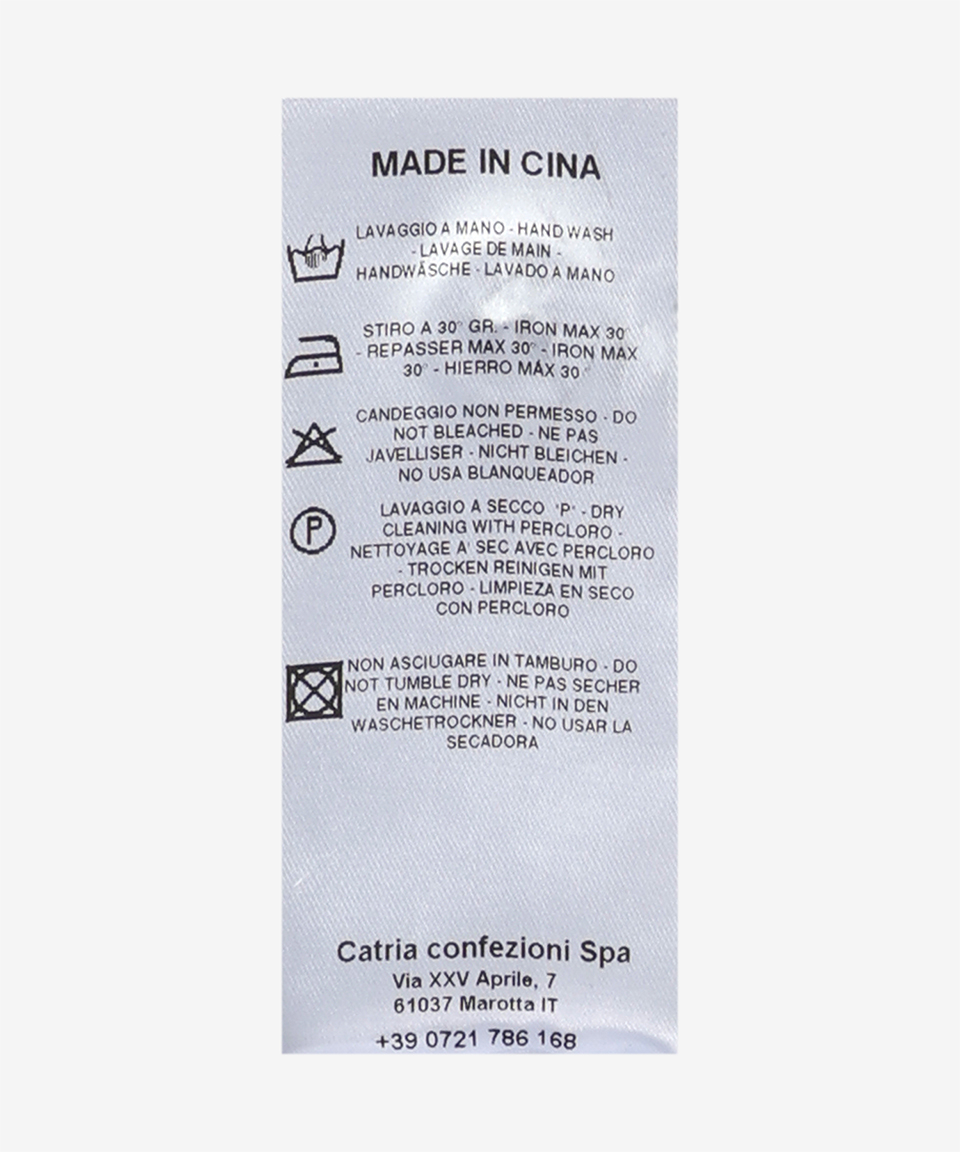 MADE IN CINA
LAVAGGIO A MANO - HAND WASH
- LAVAGE DE MAIN -
HANDWÄSCHE - LAVADO A MANO
STIRO A 30° GR. - IRON MAX 30°
- REPASSER MAX 30° - IRON MAX
30° - HIERRO MÁX 30°
CANDEGGIO NON PERMESSO - DO
NOT BLEACHED - NE PAS
JAVELLISER - NICHT BLEICHEN -
NO USA BLANQUEADOR
P
LAVAGGIO A SECCO "P" - DRY
CLEANING WITH PERCLORO -
NETTOYAGE A' SEC AVEC PERCLORO
- TROCKEN REINIGEN MIT
PERCLORO - LIMPIEZA EN SECO
CON PERCLORO
NON ASCIUGARE IN TAMBURO - DO
NOT TUMBLE DRY - NE PAS SECHER
EN MACHINE - NICHT IN DEN
WASCHETROCKNER - NO USAR LA
SECADORA
Catria confezioni Spa
Via XXV Aprile, 7
61037 Marotta IT
+39 0721 786 168